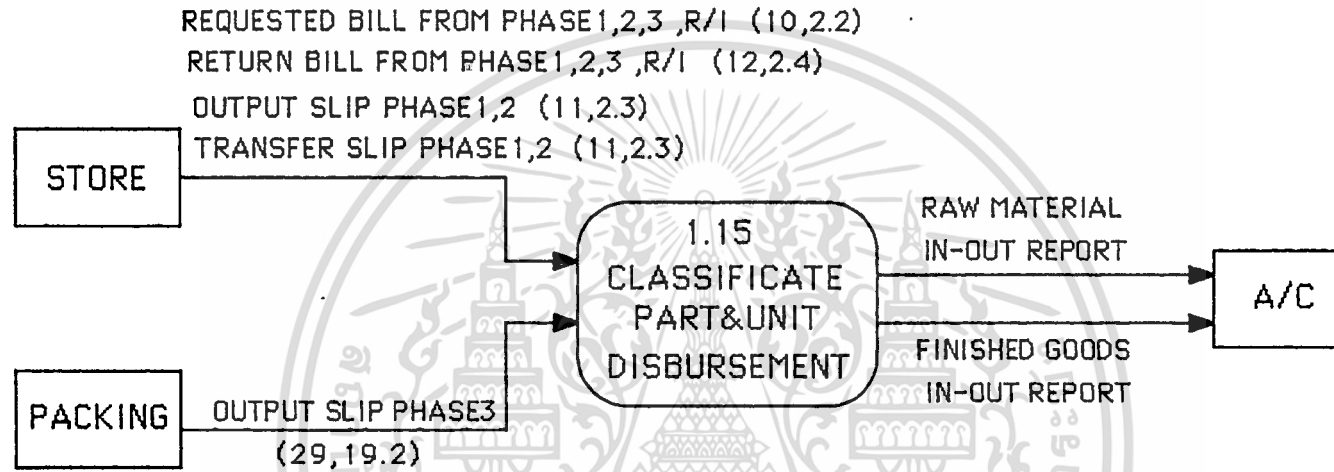 REQUESTED BILL FROM PHASE1,2,3 ,R/I (10,2.2)
RETURN BILL FROM PHASE1,2,3 ,R/I (12,2.4)
OUTPUT SLIP PHASE1,2 (11,2.3)
TRANSFER SLIP PHASE1,2 (11,2.3)
STORE
1.15
CLASSIFICATE
PART&UNIT
DISBURSEMENT
RAW MATERIAL
IN-OUT REPORT
A/C
FINISHED GOODS
IN-OUT REPORT
PACKING
OUTPUT SLIP PHASE3
(29,19.2)